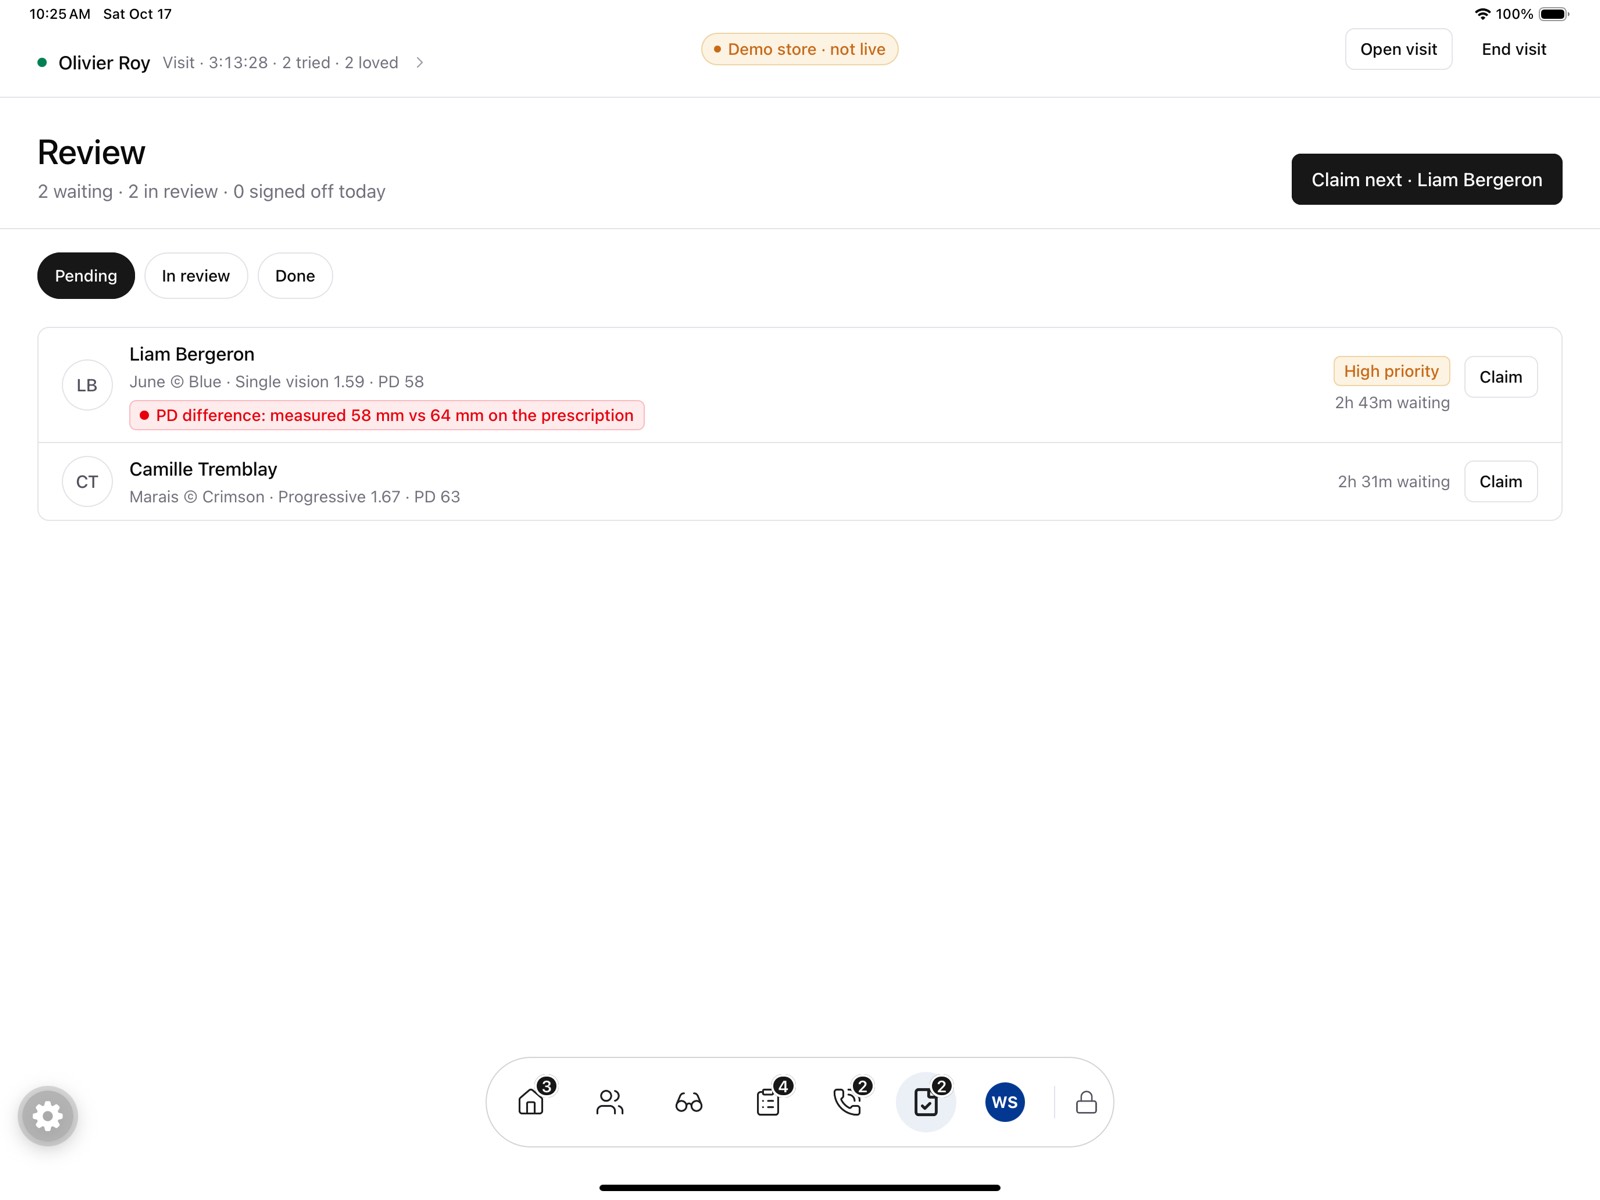 10:25 AM Sat Oct 17
100%
Olivier Roy Visit · 3:13:28 · 2 tried · 2 loved
Demo store · not live
Open visit
End visit
Review
2 waiting · 2 in review · 0 signed off today
Claim next · Liam Bergeron
Pending
In review
Done
LB
Liam Bergeron
June © Blue · Single vision 1.59 · PD 58
PD difference: measured 58 mm vs 64 mm on the prescription
High priority
2h 43m waiting
Claim
CT
Camille Tremblay
Marais © Crimson · Progressive 1.67 · PD 63
2h 31m waiting
Claim
3
4
2
2
WS